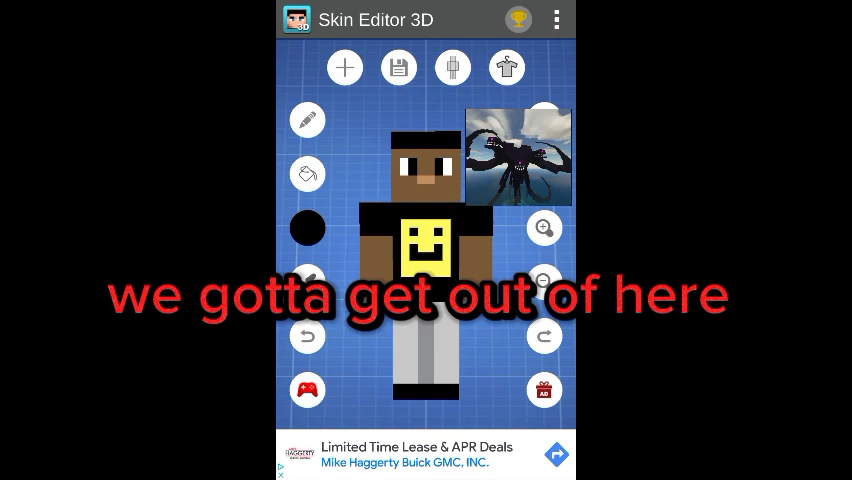 Skin Editor 3D
3D
we gotta get out of here
AD
HAGGERTY
Limited Time Lease & APR Deals
Mike Haggerty Buick GMC, INC.